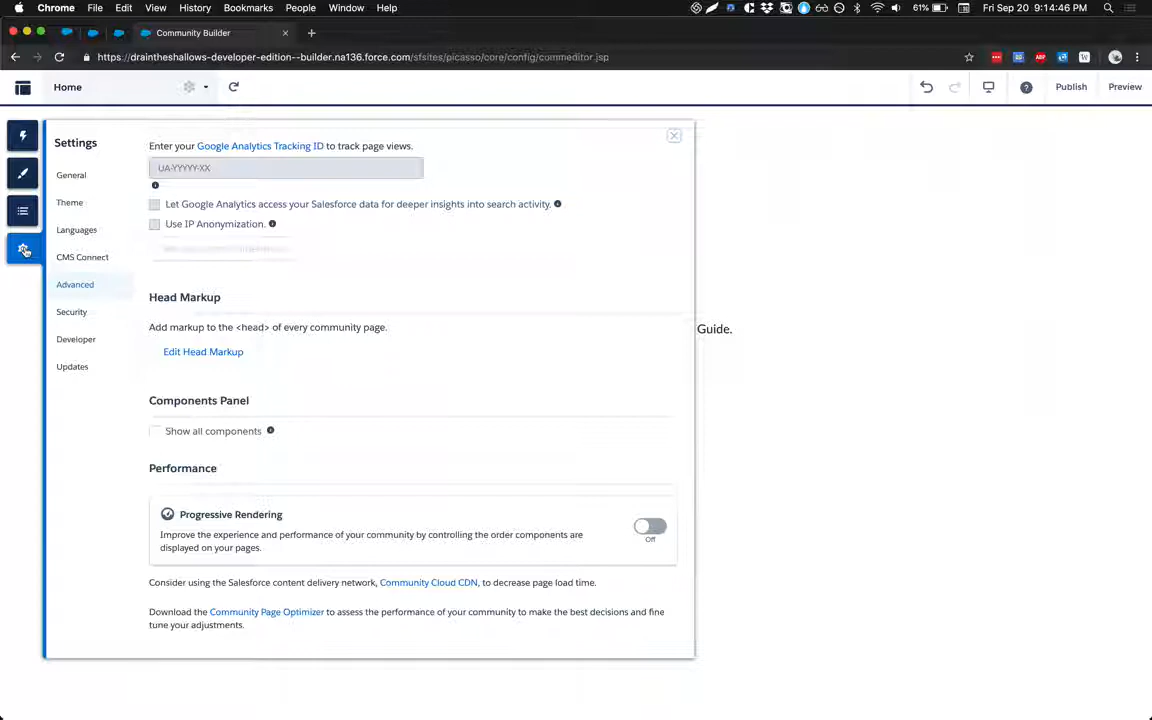 Chrome File Edit View History Bookmarks People Window Help 61% Fri Sep 20 9:14:46 PM
Community Builder
https://draintheshallows-developer-edition--builder.na136.force.com/sfsites/picasso/core/config/commeditor.jsp
Home Publish Preview
Settings
General
Theme
Languages
CMS Connect
Advanced
Security
Developer
Updates
Enter your Google Analytics Tracking ID to track page views.
UA-YYYYY-XX
Let Google Analytics access your Salesforce data for deeper insights into search activity.
Use IP Anonymization.
Head Markup
Add markup to the <head> of every community page.
Edit Head Markup
Guide.
Components Panel
Show all components
Performance
Progressive Rendering
Improve the experience and performance of your community by controlling the order components are
displayed on your pages.
Off
Consider using the Salesforce content delivery network, Community Cloud CDN, to decrease page load time.
Download the Community Page Optimizer to assess the performance of your community to make the best decisions and fine
tune your adjustments.